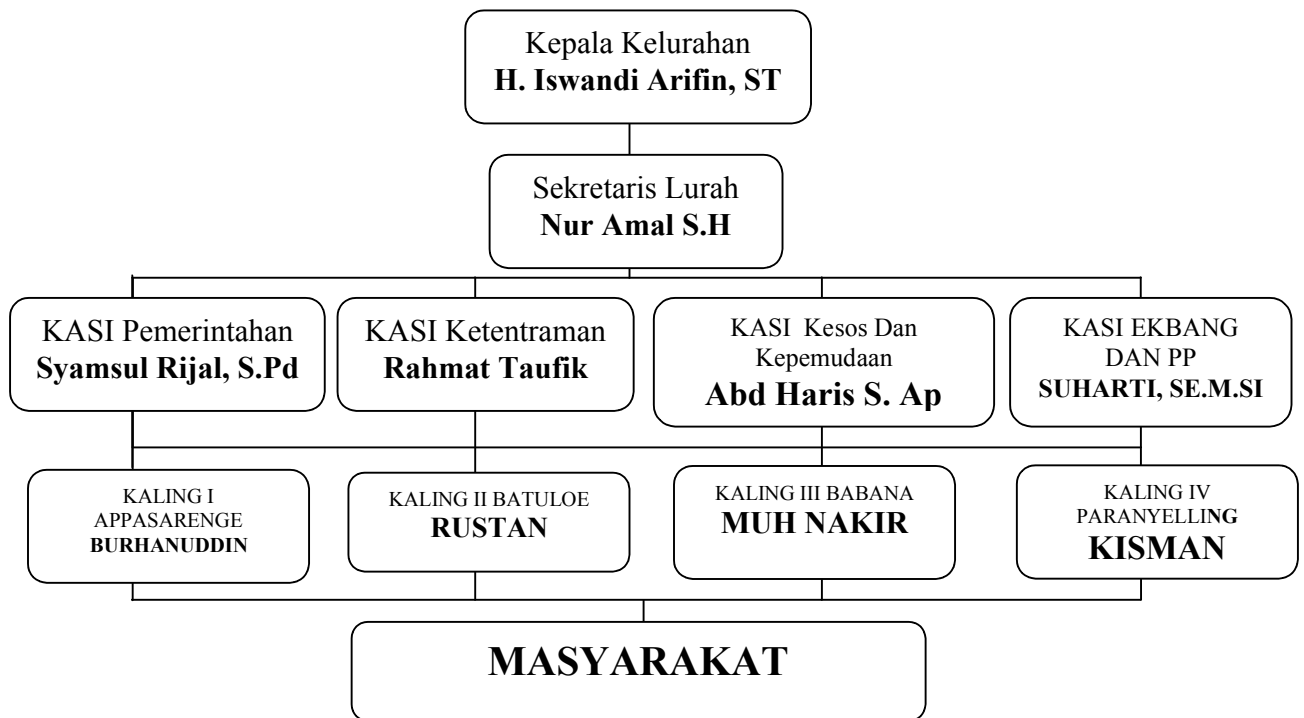 Kepala Kelurahan
H. Iswandi Arifin, ST
Sekretaris Lurah
Nur Amal S.H
KASI Pemerintahan
Syamsul Rijal, S.Pd
KASI Ketentraman
Rahmat Taufik
KASI Kesos Dan
Kepemudaan
Abd Haris S. Ap
KASI EKBANG
DAN PP
SUHARTI, SE.M.SI
KALING I
APPASARENGE
BURHANUDDIN
KALING II BATULOE
RUSTAN
KALING III BABANA
MUH NAKIR
KALING IV
PARANYELLING
KISMAN
MASYARAKAT